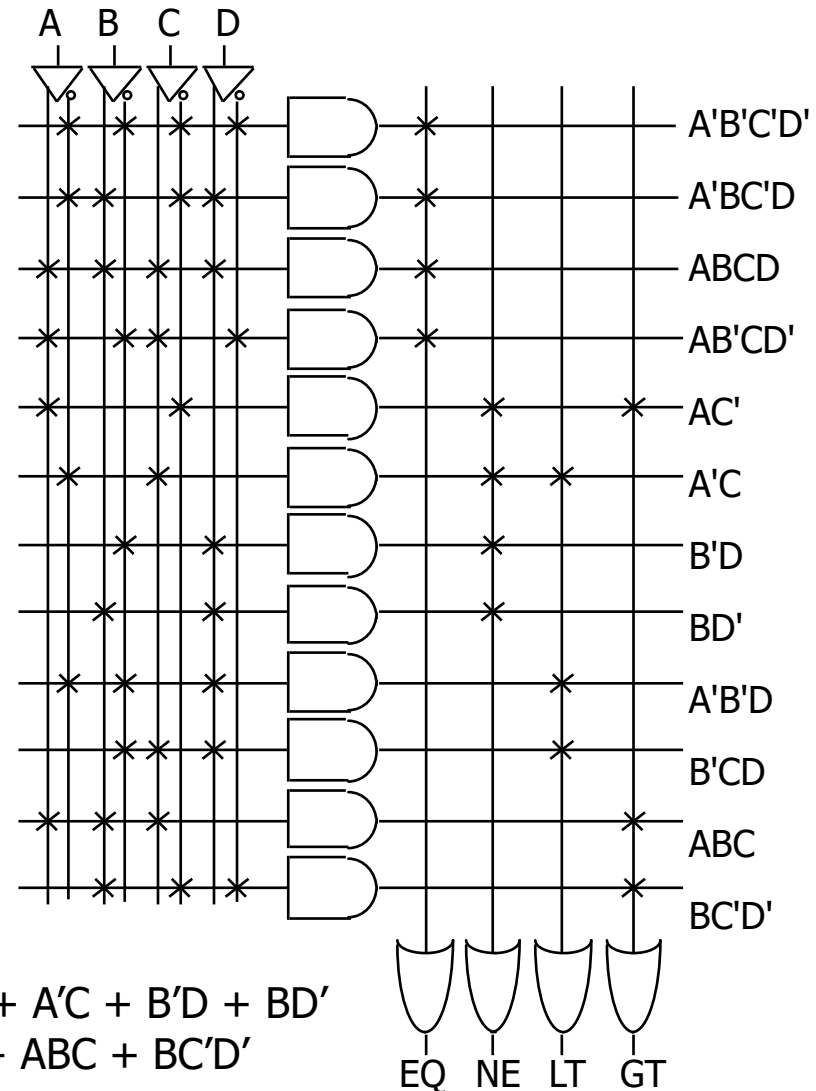 A B C D
A'B'C'D'
A'BC'D
ABCD
AB'CD'
AC'
A'C
B'D
BD'
A'B'D
B'CD
ABC
BC'D'
+ A′C + B′D + BD′
+ ABC + BC′D′
EQ NE LT GT